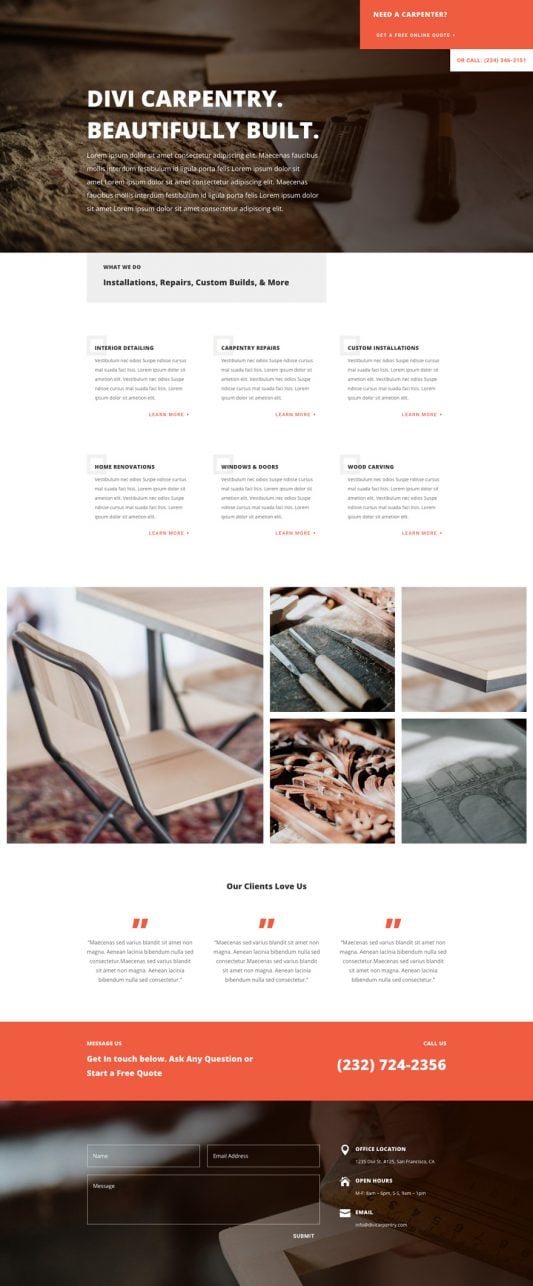 NEED A CARPENTER?
GET A FREE ONLINE QUOTE
OR CALL: (234) 346-3151
DIVI CARPENTRY.
BEAUTIFULLY BUILT.
Lorem ipsum dolor sit amet consectetur adipiscing elit. Maecenas faucibus
mollis interdum festibulum id ligula porta felis Lorem ipsum dolor sit
amet Lorem ipsum dolor sit amet consectetur adipiscing elit. Maecenas
faucibus mollis interdum festibulum id ligula porta felis Lorem ipsum dolor
sit amet Lorem ipsum dolor sit amet consectetur adipiscing elit.
WHAT WE DO
Installations, Repairs, Custom Builds, & More
INTERIOR DETAILING
Vestibulum nec odios Suspe ndisse cursus
mal suada faci lisis. Lorem ipsum dolor sit
ametion elit. Vestibulum nec odios Suspe
ndisse cursus mal suada faci lisis. Lorem
ipsum dolor sit ametion elit.
LEARN MORE
CARPENTRY REPAIRS
Vestibulum nec odios Suspe ndisse cursus
mal suada faci lisis. Lorem ipsum dolor sit
ametion elit. Vestibulum nec odios Suspe
ndisse cursus mal suada faci lisis. Lorem
ipsum dolor sit ametion elit.
LEARN MORE
CUSTOM INSTALLATIONS
Vestibulum nec odios Suspe ndisse cursus
mal suada faci lisis. Lorem ipsum dolor sit
ametion elit. Vestibulum nec odios Suspe
ndisse cursus mal suada faci lisis. Lorem
ipsum dolor sit ametion elit.
LEARN MORE
HOME RENOVATIONS
Vestibulum nec odios Suspe ndisse cursus
mal suada faci lisis. Lorem ipsum dolor sit
ametion elit. Vestibulum nec odios Suspe
ndisse cursus mal suada faci lisis. Lorem
ipsum dolor sit ametion elit.
LEARN MORE
WINDOWS & DOORS
Vestibulum nec odios Suspe ndisse cursus
mal suada faci lisis. Lorem ipsum dolor sit
ametion elit. Vestibulum nec odios Suspe
ndisse cursus mal suada faci lisis. Lorem
ipsum dolor sit ametion elit.
LEARN MORE
WOOD CARVING
Vestibulum nec odios Suspe ndisse cursus
mal suada faci lisis. Lorem ipsum dolor sit
ametion elit. Vestibulum nec odios Suspe
ndisse cursus mal suada faci lisis. Lorem
ipsum dolor sit ametion elit.
LEARN MORE
Our Clients Love Us
"Maecenas sed varius blandit sit amet non
magna. Aenean lacinia bibendum nulla sed
consectetur.Maecenas sed varius blandit
sit amet non magna. Aenean lacinia
bibendum nulla sed consectetur."
"Maecenas sed varius blandit sit amet non
magna. Aenean lacinia bibendum nulla sed
consectetur.Maecenas sed varius blandit
sit amet non magna. Aenean lacinia
bibendum nulla sed consectetur."
"Maecenas sed varius blandit sit amet non
magna. Aenean lacinia bibendum nulla sed
consectetur.Maecenas sed varius blandit
sit amet non magna. Aenean lacinia
bibendum nulla sed consectetur."
MESSAGE US
Get In touch below. Ask Any Question or
Start a Free Quote
CALL US
(232) 724-2356
Name
Email Address
Message
SUBMIT
OFFICE LOCATION
1235 Divi St. #125, San Francisco, CA
OPEN HOURS
M-F: 8am – 6pm, S-S, 9am – 1pm
EMAIL
info@divicarpentry.com